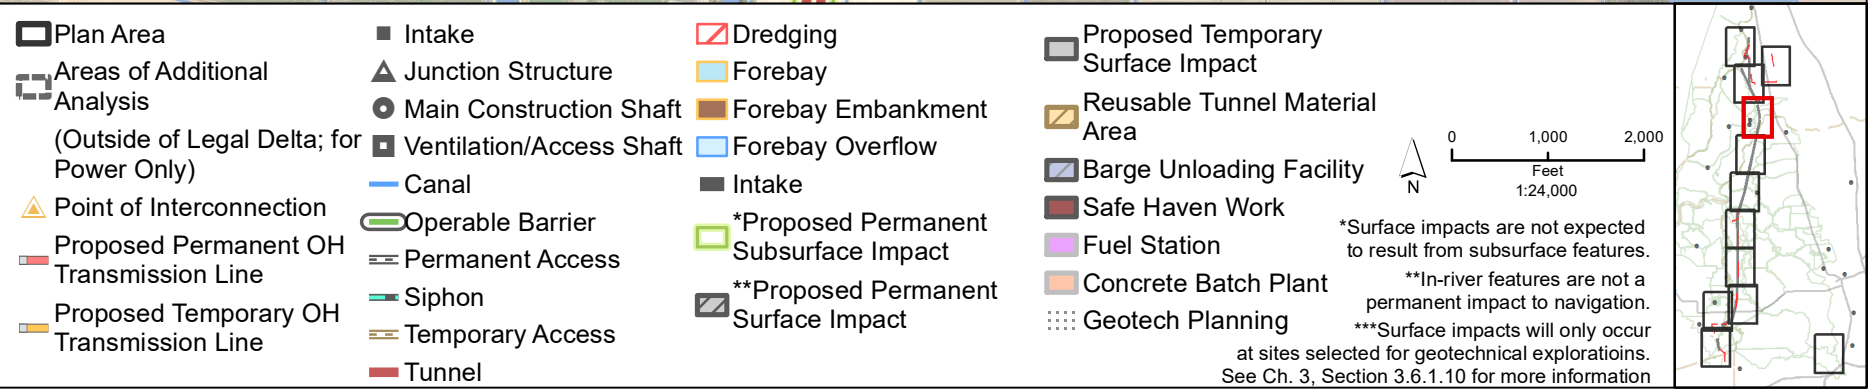 Plan Area
Areas of Additional
Analysis
(Outside of Legal Delta; for
Power Only)
Point of Interconnection
Proposed Permanent OH
Transmission Line
Proposed Temporary OH
Transmission Line
Intake
Junction Structure
Main Construction Shaft
Ventilation/Access Shaft
Canal
Operable Barrier
Permanent Access
Siphon
Temporary Access
Tunnel
Dredging
Forebay
Forebay Embankment
Forebay Overflow
Intake
*Proposed Permanent
Subsurface Impact
**Proposed Permanent
Surface Impact
Proposed Temporary
Surface Impact
Reusable Tunnel Material
Area
Barge Unloading Facility
Safe Haven Work
Fuel Station
Concrete Batch Plant
Geotech Planning
N
0 1,000 2,000
Feet
1:24,000
*Surface impacts are not expected
to result from subsurface features.
**In-river features are not a
permanent impact to navigation.
***Surface impacts will only occur
at sites selected for geotechnical exploratioins.
See Ch. 3, Section 3.6.1.10 for more information